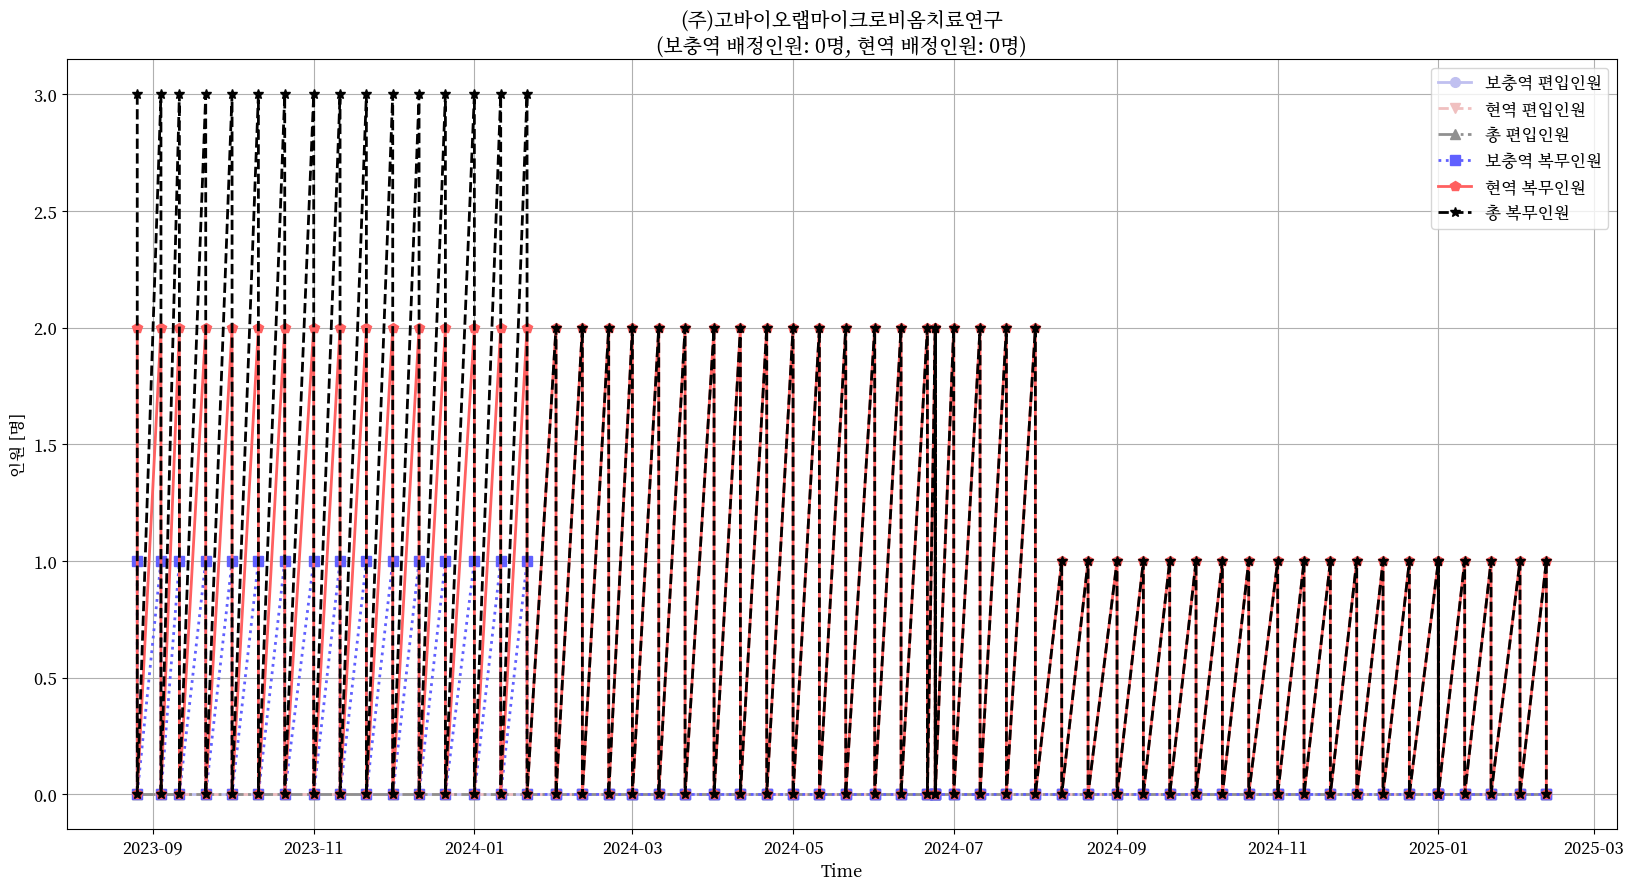 (주)고바이오랩마이크로비옴치료연구
(보충역 배정인원: 0명, 현역 배정인원: 0명)
보충역 편입인원
현역 편입인원
총 편입인원
보충역 복무인원
현역 복무인원
총 복무인원
인원 [명]
3.0
2.5
2.0
1.5
1.0
0.5
0.0
2023-09
2023-11
2024-01
2024-03
2024-05
2024-07
2024-09
2024-11
2025-01
2025-03
Time